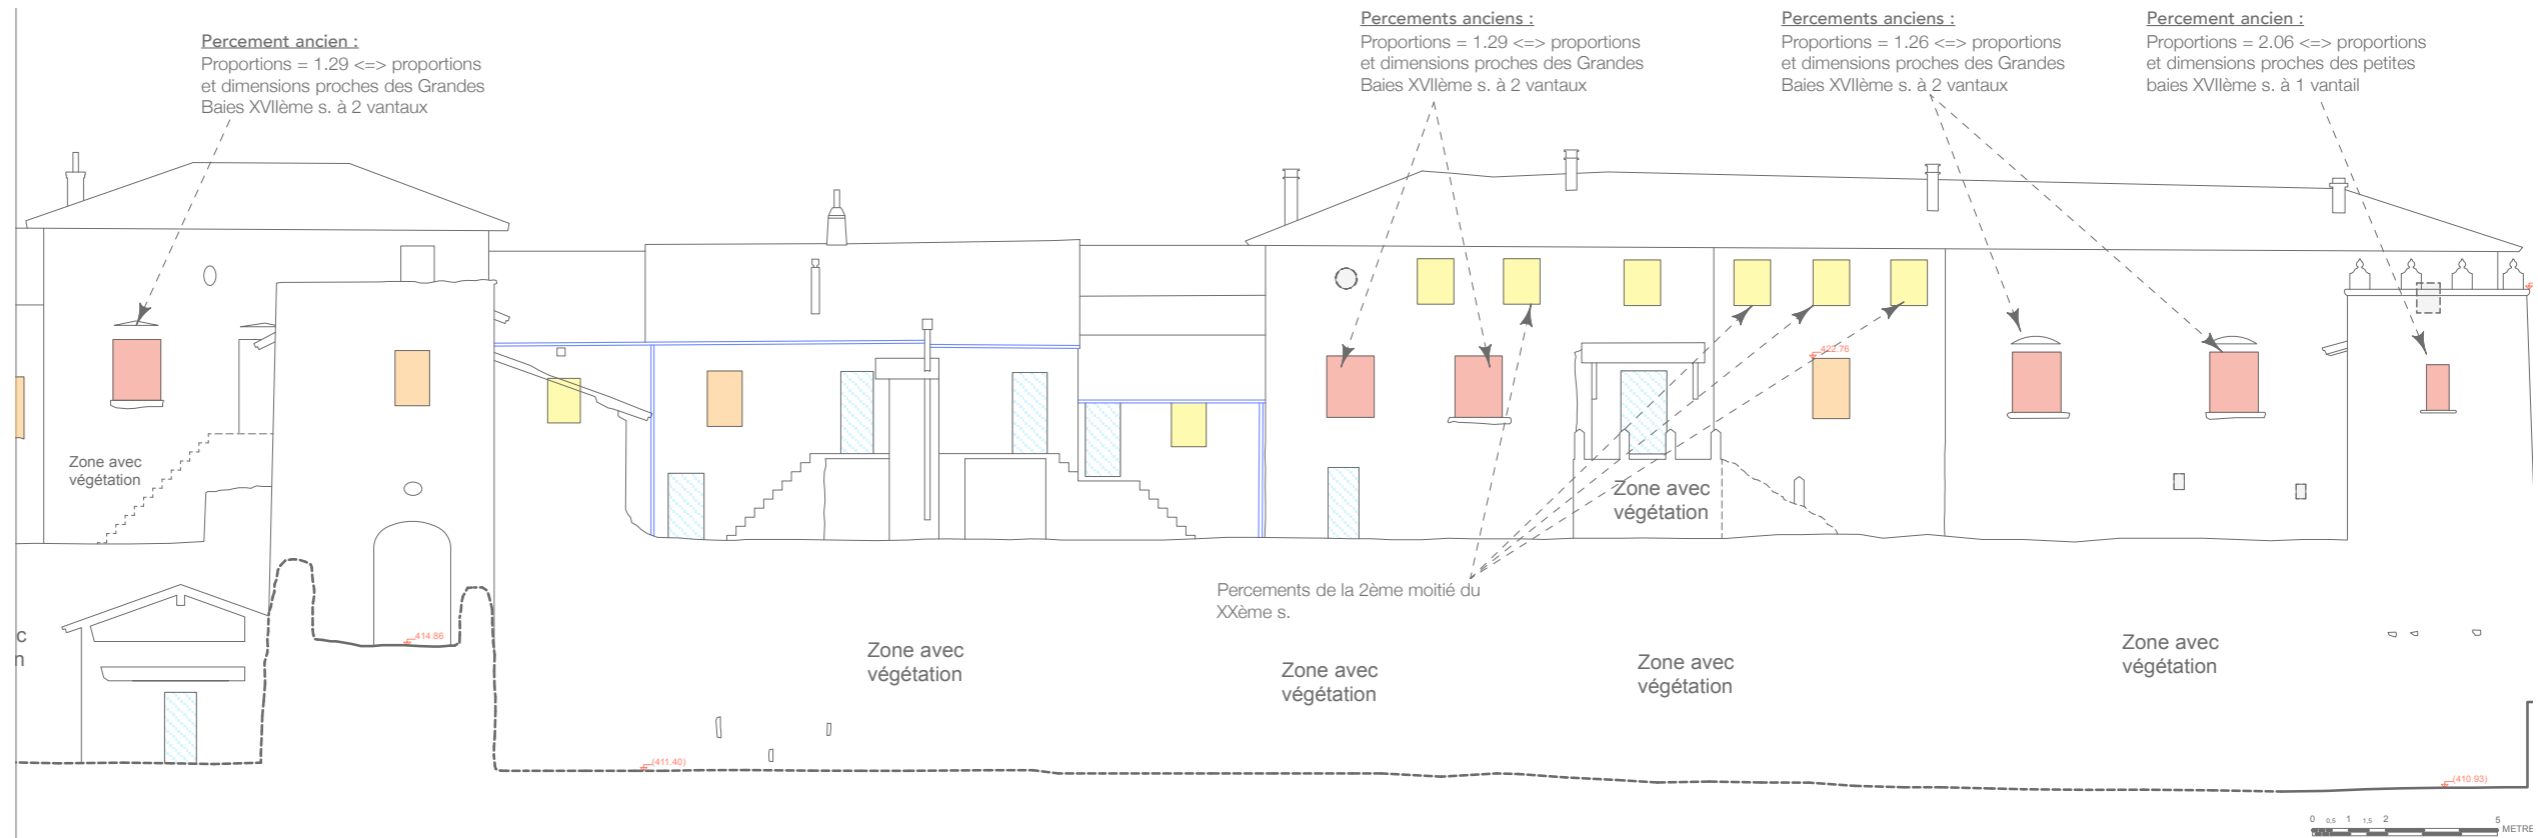 Percement ancien :
Proportions = 1.29 <=> proportions
et dimensions proches des Grandes
Baies XVIIème s. à 2 vantaux
Percements anciens :
Proportions = 1.29 <=> proportions
et dimensions proches des Grandes
Baies XVIIème s. à 2 vantaux
Percements anciens :
Proportions = 1.26 <=> proportions
et dimensions proches des Grandes
Baies XVIIème s. à 2 vantaux
Percement ancien :
Proportions = 2.06 <=> proportions
et dimensions proches des petites
baies XVIIème s. à 1 vantail
422.76
Zone avec
végétation
Zone avec
végétation
Percements de la 2ème moitié du
XXème s.
c
n
414.86
Zone avec
végétation
Zone avec
végétation
Zone avec
végétation
Zone avec
végétation
(411.40)
(410.93)
0 0,5 1 1,5 2 5
METRE